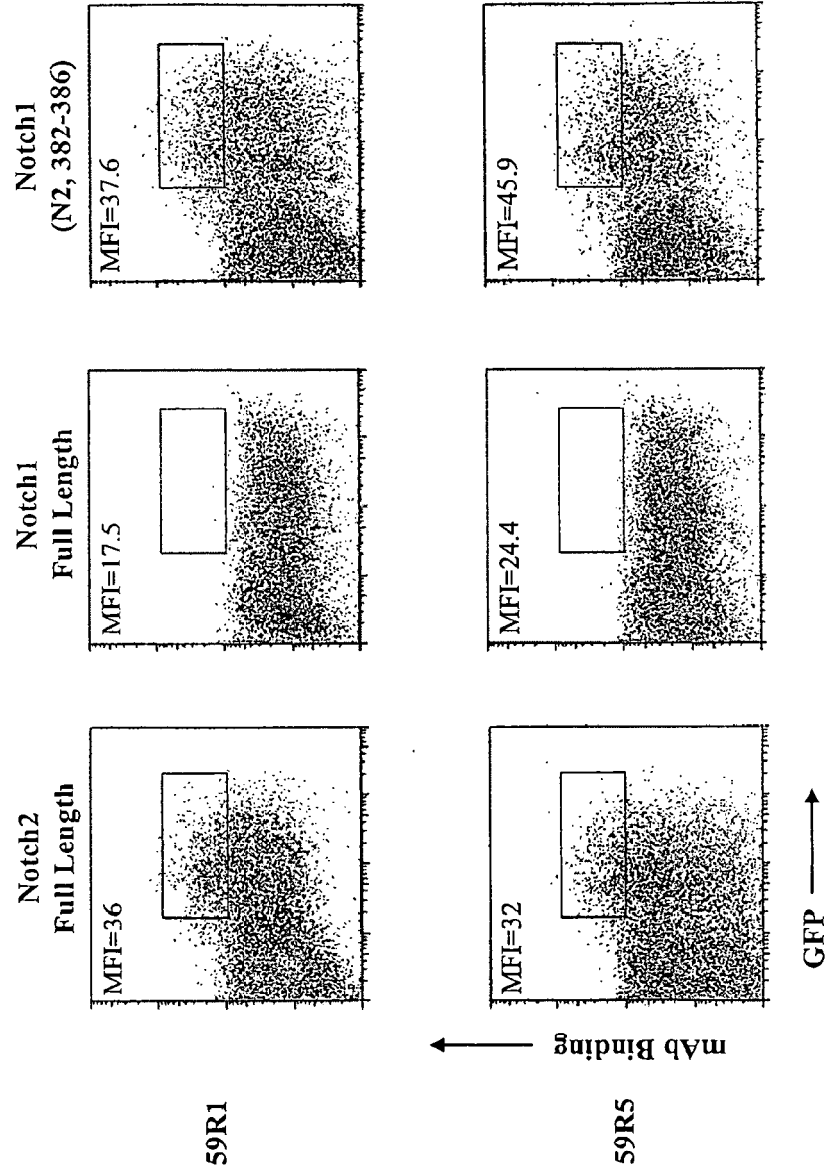 Notch2
Full Length
Notch1
Full Length
Notch1
(N2, 382-386)
59R1
MFI=36
MFI=17.5
MFI=37.6
59R5
MFI=32
MFI=24.4
MFI=45.9
mAb Binding
GFP